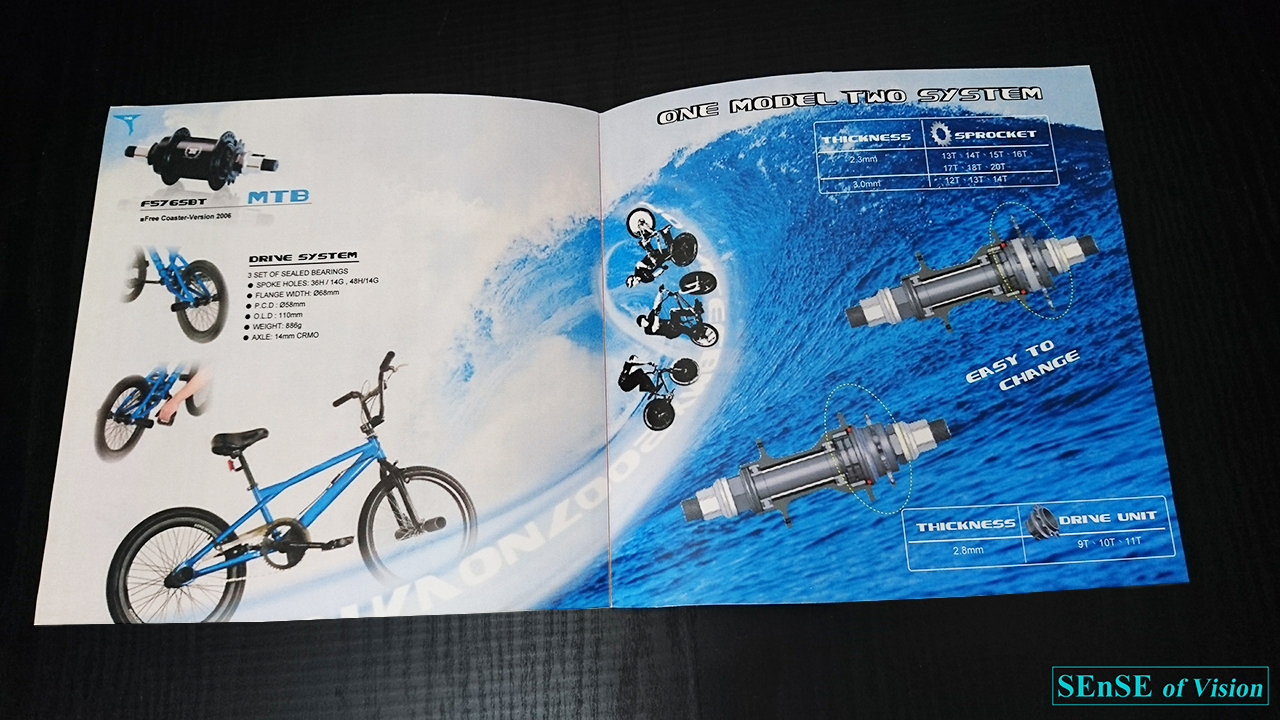 F576SBT
MTB
■Free Coaster-Version 2006
DRIVE SYSTEM
3 SET OF SEALED BEARINGS
● SPOKE HOLES: 36H / 14G , 48H/14G
● FLANGE WIDTH: Ø68mm
● P.C.D : Ø58mm
● O.L.D : 110mm
● WEIGHT: 886g
● AXLE: 14mm CRMO
ONE MODEL TWO SYSTEM
THICKNESS SPROCKET
2.3mm 13T、14T、15T、16T、
17T、18T、20T
3.0mm 12T、13T、14T
EASY TO
CHANGE
THICKNESS DRIVE UNIT
2.8mm 9T、10T、11T
SEnSE of Vision